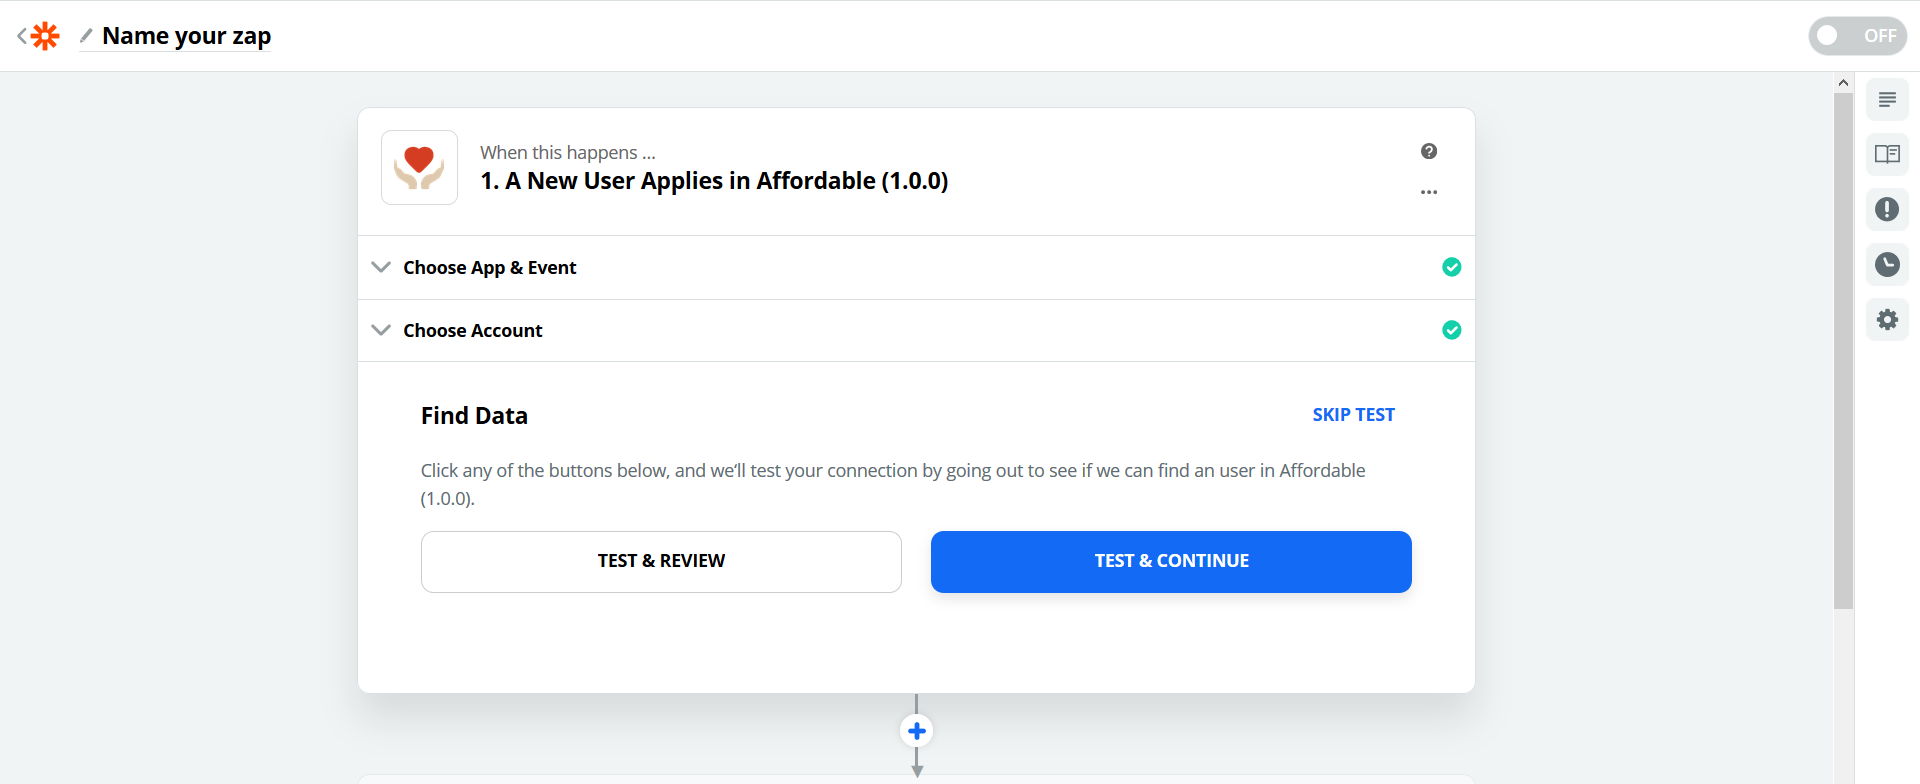 Name your zap
OFF
When this happens ...
1. A New User Applies in Affordable (1.0.0)
Choose App & Event
Choose Account
Find Data
SKIP TEST
Click any of the buttons below, and we'll test your connection by going out to see if we can find an user in Affordable
(1.0.0).
TEST & REVIEW
TEST & CONTINUE